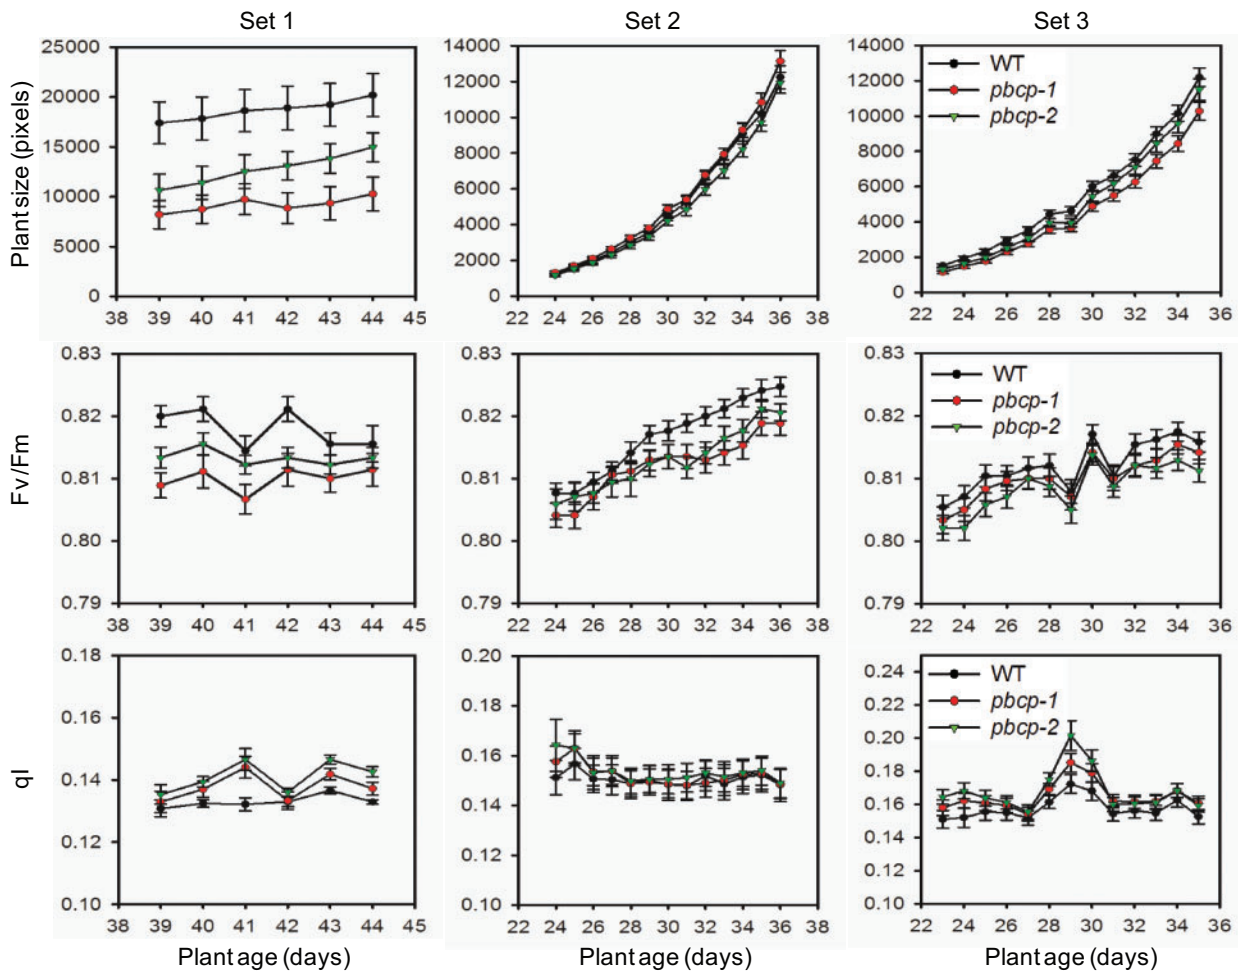 Set 1 Set 2 Set 3
Plant size (pixels)
25000
20000
15000
10000
5000
0
38 39 40 41 42 43 44 45
14000
12000
10000
8000
6000
4000
2000
0
22 24 26 28 30 32 34 36 38
14000
12000
10000
8000
6000
4000
2000
0
WT
pbcp-1
pbcp-2
22 24 26 28 30 32 34 36
Fv/Fm
0.83
0.82
0.81
0.80
0.79
38 39 40 41 42 43 44 45
0.83
0.82
0.81
0.80
0.79
22 24 26 28 30 32 34 36 38
0.83
0.82
0.81
0.80
0.79
WT
pbcp-1
pbcp-2
22 24 26 28 30 32 34 36
ql
0.18
0.16
0.14
0.12
0.10
38 39 40 41 42 43 44 45
0.20
0.18
0.16
0.14
0.12
0.10
22 24 26 28 30 32 34 36 38
0.24
0.22
0.20
0.18
0.16
0.14
0.12
0.10
WT
pbcp-1
pbcp-2
22 24 26 28 30 32 34 36
Plant age (days) Plant age (days) Plant age (days)